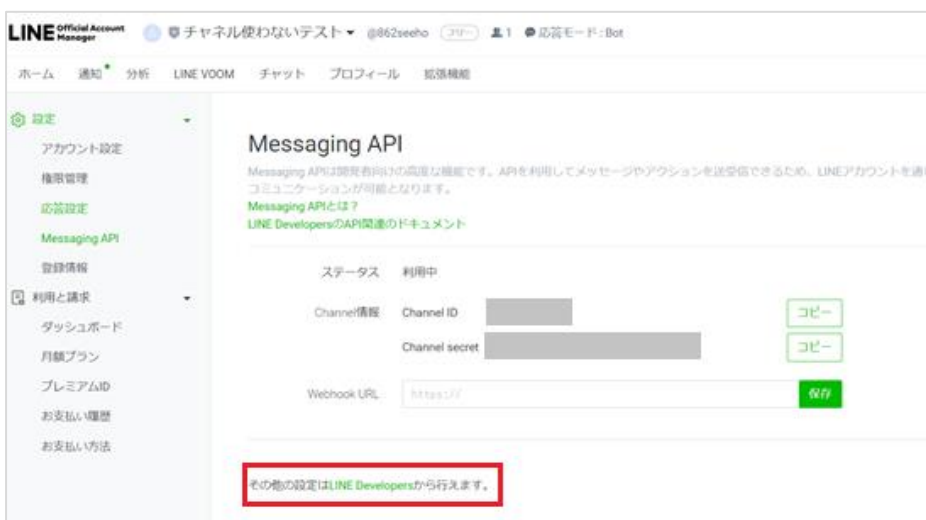 LINE Official Account Manager チャネル使わないテスト @862seeho フリー 1 応答モード:Bot
ホーム 通知 分析 LINE VOOM チャット プロフィール 拡張機能
設定
アカウント設定
権限管理
応答設定
Messaging API
登録情報
利用と請求
ダッシュボード
月額プラン
プレミアムID
お支払い履歴
お支払い方法
Messaging API
Messaging APIは開発者向けの高度な機能です。APIを利用してメッセージやアクションを送受信できるため、LINEアカウントを通
コミュニケーションが可能となります。
Messaging APIとは?
LINE DevelopersのAPI関連のドキュメント
ステータス 利用中
Channel情報 Channel ID コピー
Channel secret コピー
Webhook URL https:// 保存
その他の設定はLINE Developersから行えます。